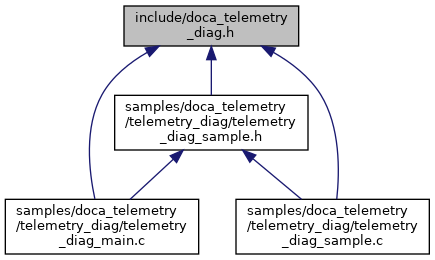 include/doca_telemetry
_diag.h
samples/doca_telemetry
/telemetry_diag/telemetry
_diag_sample.h
samples/doca_telemetry
/telemetry_diag/telemetry
_diag_main.c
samples/doca_telemetry
/telemetry_diag/telemetry
_diag_sample.c